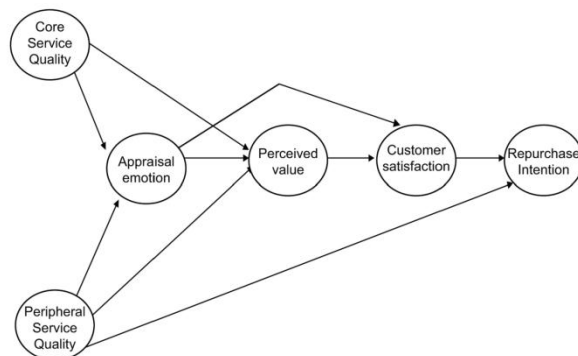 Core
Service
Quality
Appraisal
emotion
Perceived
value
Customer
satisfaction
Repurchase
Intention
Peripheral
Service
Quality